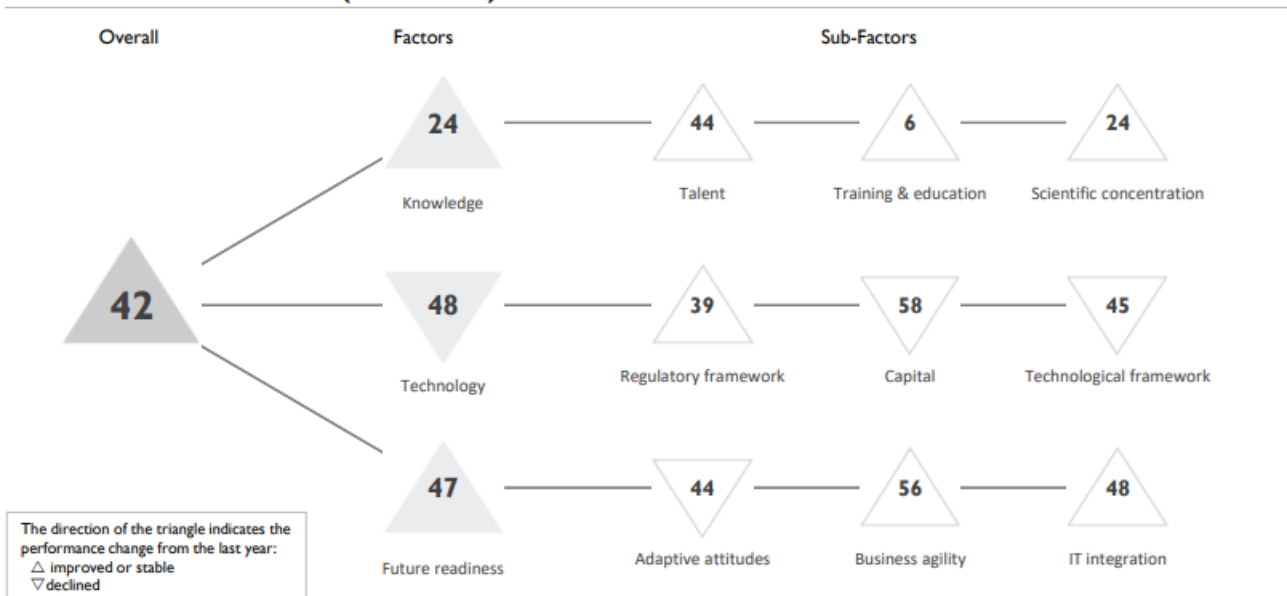 Overall Factors Sub-Factors
24 44 6 24
Knowledge Talent Training & education Scientific concentration
42 48 39 58 45
Technology Regulatory framework Capital Technological framework
47 44 56 48
Future readiness Adaptive attitudes Business agility IT integration
The direction of the triangle indicates the
performance change from the last year:
△ improved or stable
▽ declined